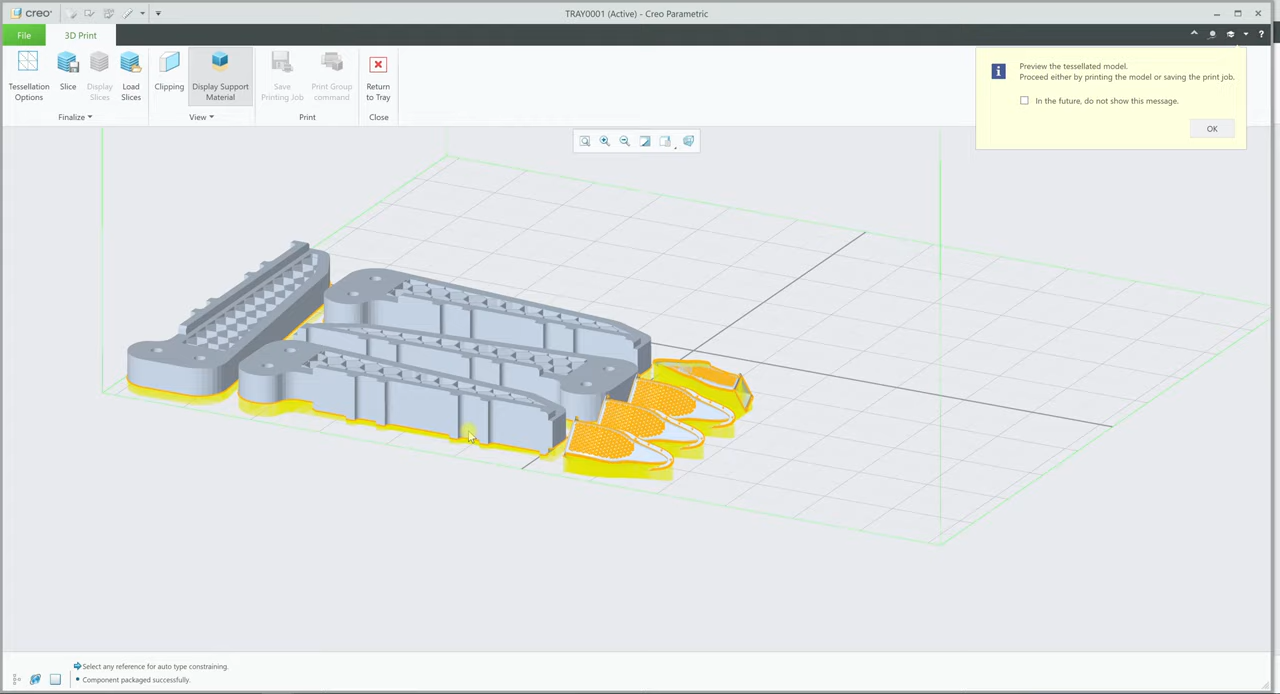 creo
TRAY0001 (Active) - Creo Parametric
File
3D Print
Tessellation
Options
Slice
Display
Slices
Load
Slices
Finalize
Clipping
Display Support
Material
View
Save
Printing Job
Print Group
command
Print
Return
to Tray
Close
Preview the tessellated model.
Proceed either by printing the model or saving the print job.
In the future, do not show this message.
OK
Select any reference for auto type constraining.
• Component packaged successfully.